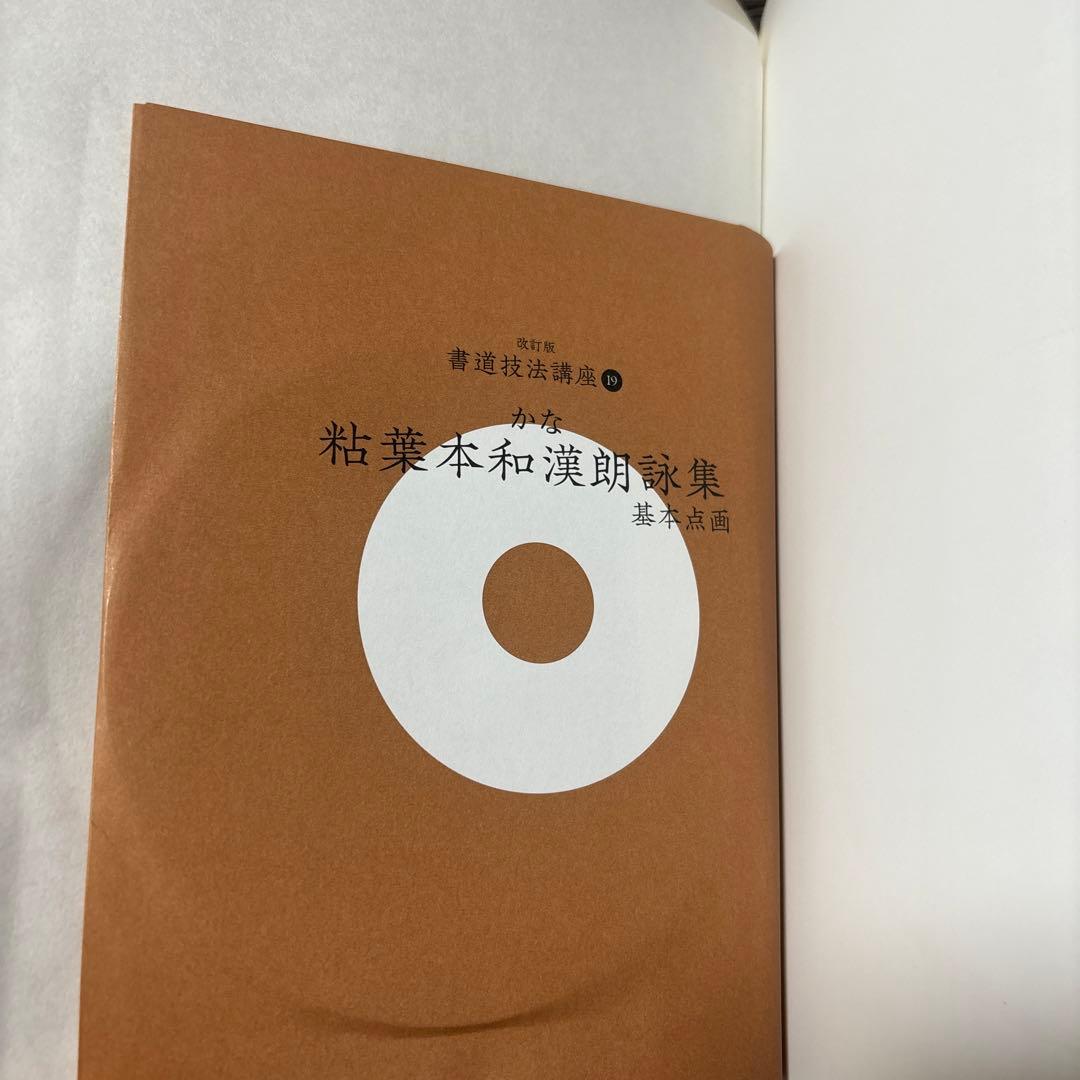 改訂版
書道技法講座19
かな
粘葉本和漢朗詠集
基本点画